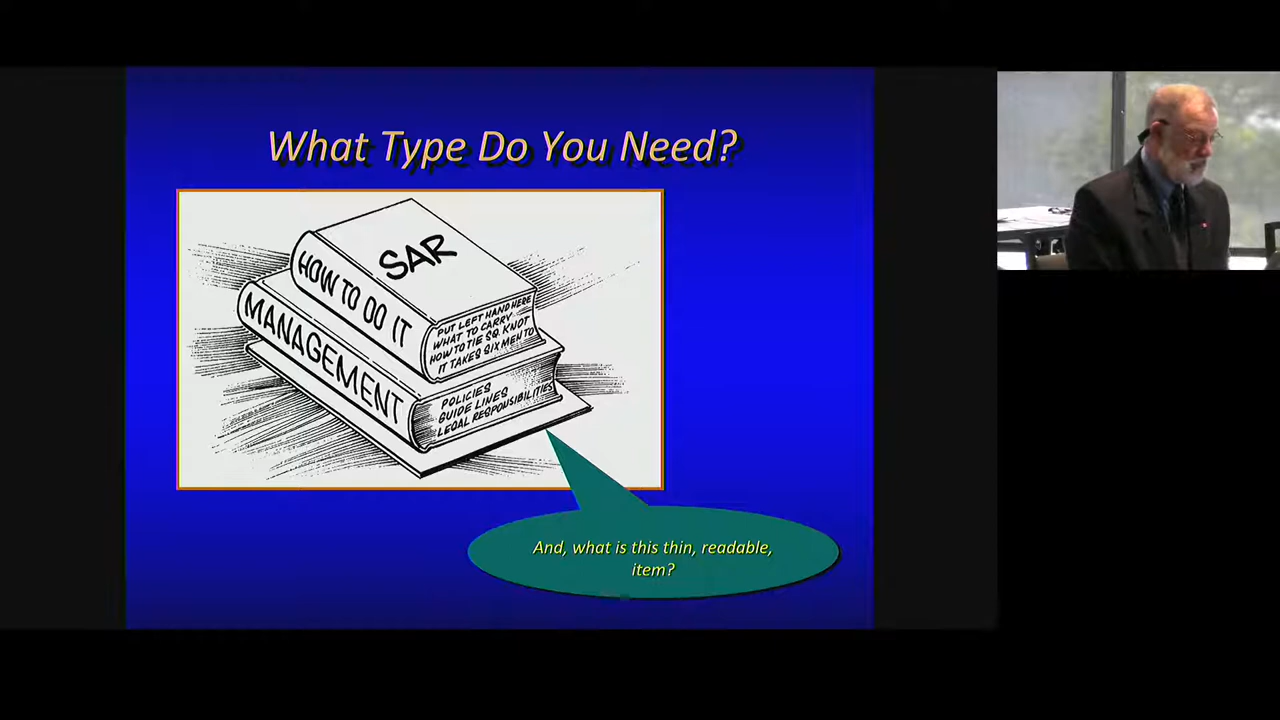 What Type Do You Need?
SAR
HOW TO DO IT
PUT LEFT HAND HERE
WHAT TO CARRY
HOW TO TIE SQ. KNOT
IT TAKES SIX MEN TO
MANAGEMENT
POLICIES
GUIDE LINES
LEGAL RESPONSIBILITIES
And, what is this thin, readable,
item?